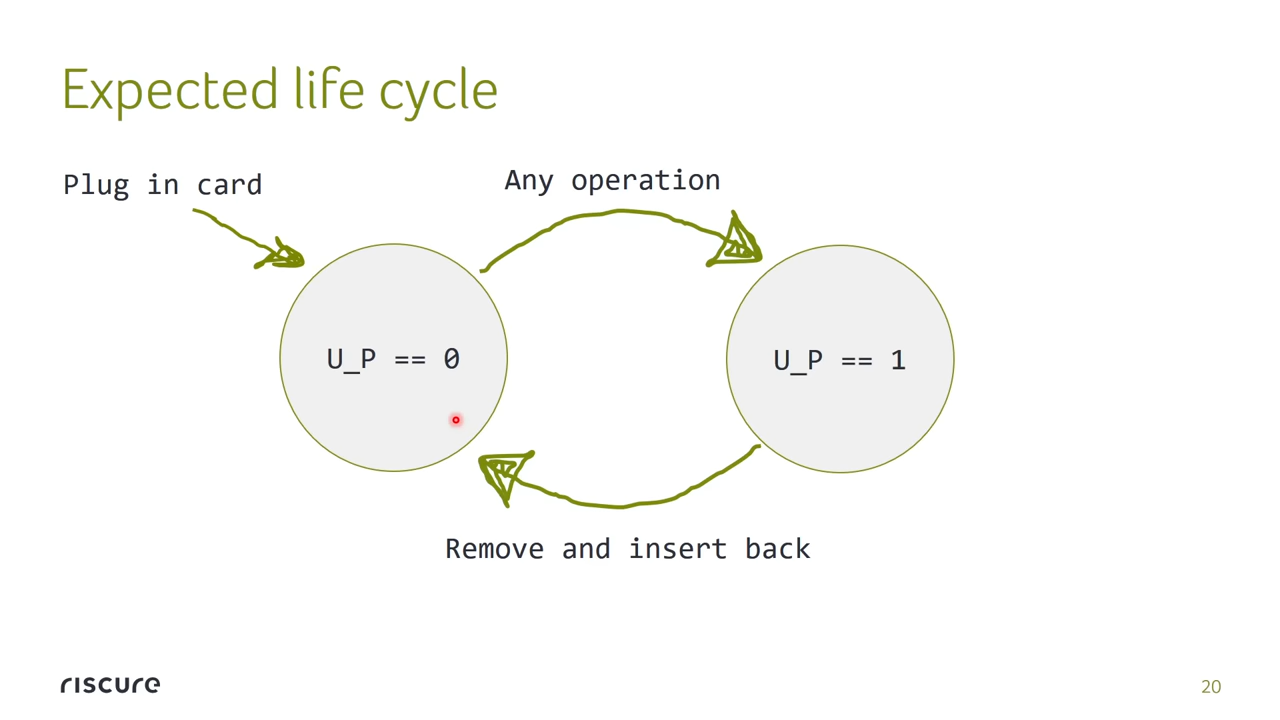 Expected life cycle
Plug in card
Any operation
U_P == 0
U_P == 1
Remove and insert back
riscure
20